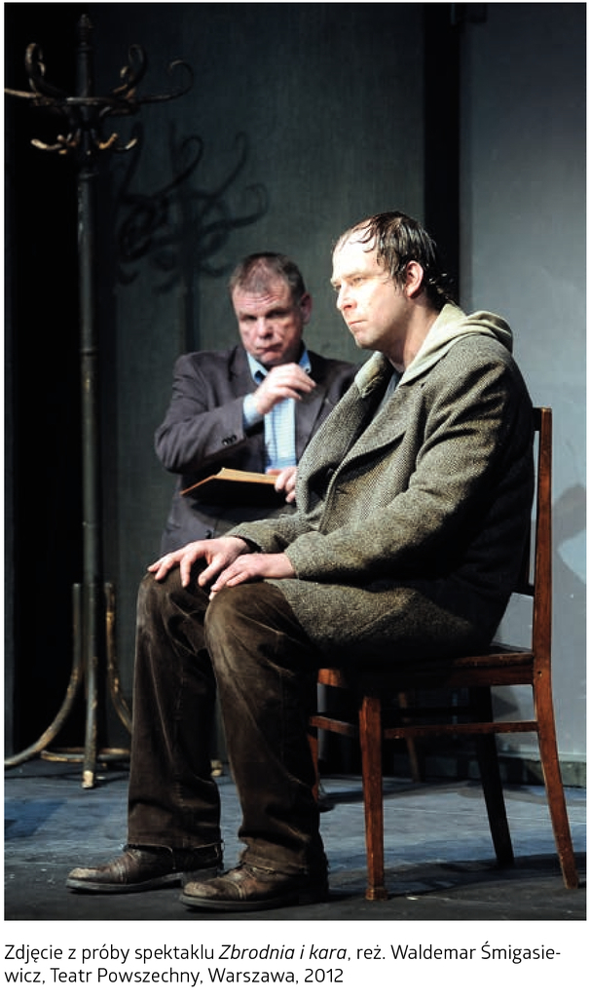 Zdjęcie z próby spektaklu Zbrodnia i kara, reż. Waldemar Śmigasie-
wicz, Teatr Powszechny, Warszawa, 2012